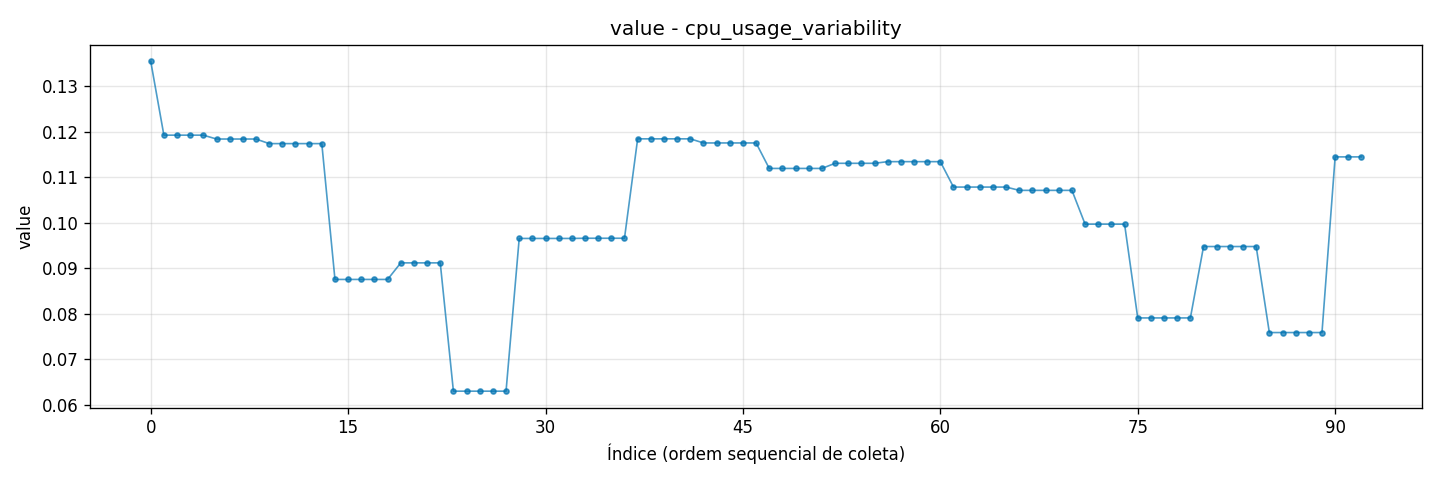 value - cpu_usage_variability
value
0.13
0.12
0.11
0.10
0.09
0.08
0.07
0.06
0 15 30 45 60 75 90
Índice (ordem sequencial de coleta)